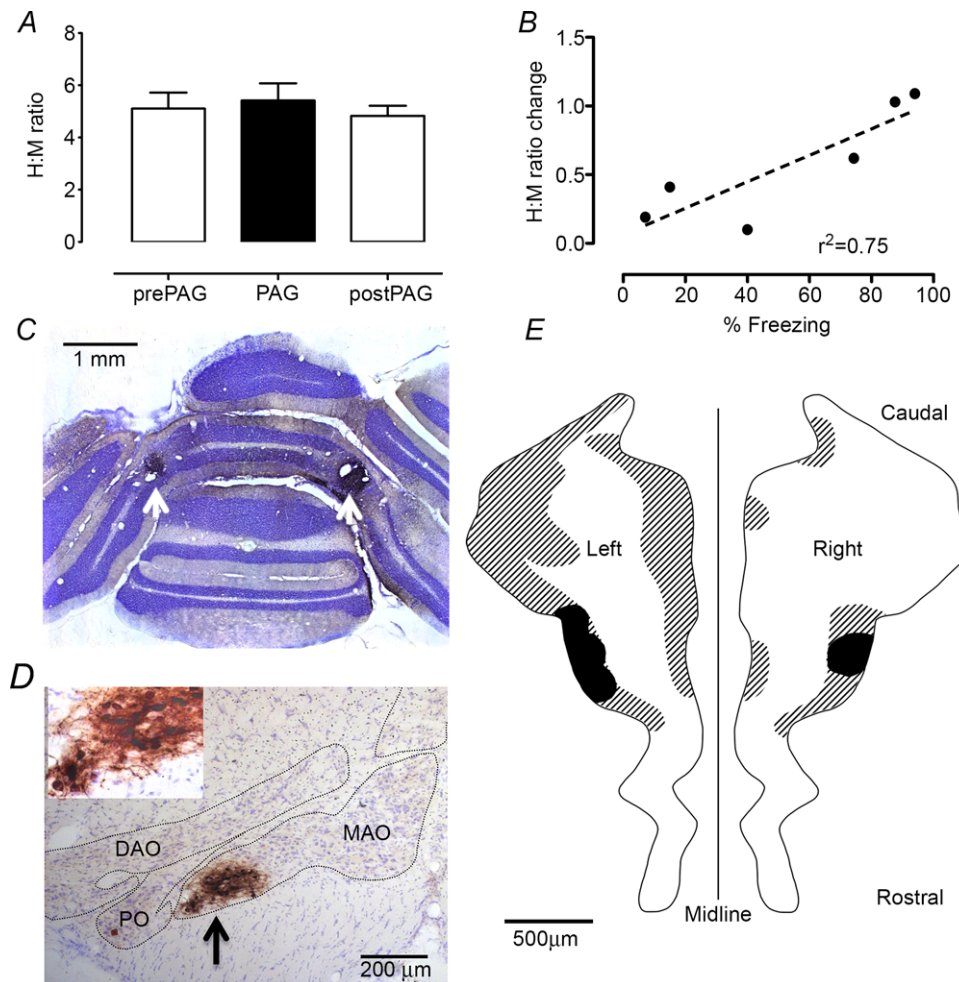 A
H:M ratio
8
6
4
2
0
prePAG PAG postPAG
B
H:M ratio change
1.5
1.0
0.5
0.0
r²=0.75
0 20 40 60 80 100
% Freezing
C
1 mm
D
DAO
MAO
PO
200 µm
E
Caudal
Left
Right
Rostral
Midline
500µm